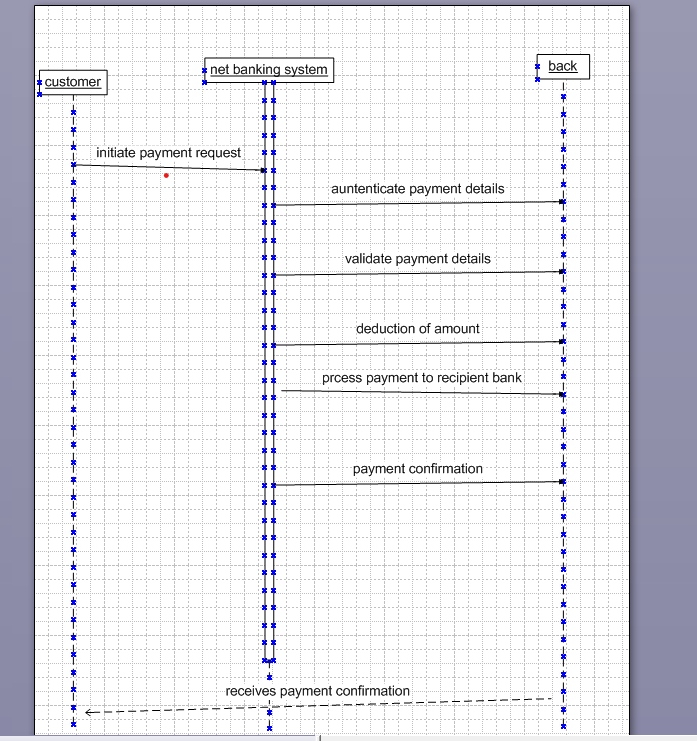 customer
net banking system
back
initiate payment request
auntenticate payment details
validate payment details
deduction of amount
prcess payment to recipient bank
payment confirmation
receives payment confirmation